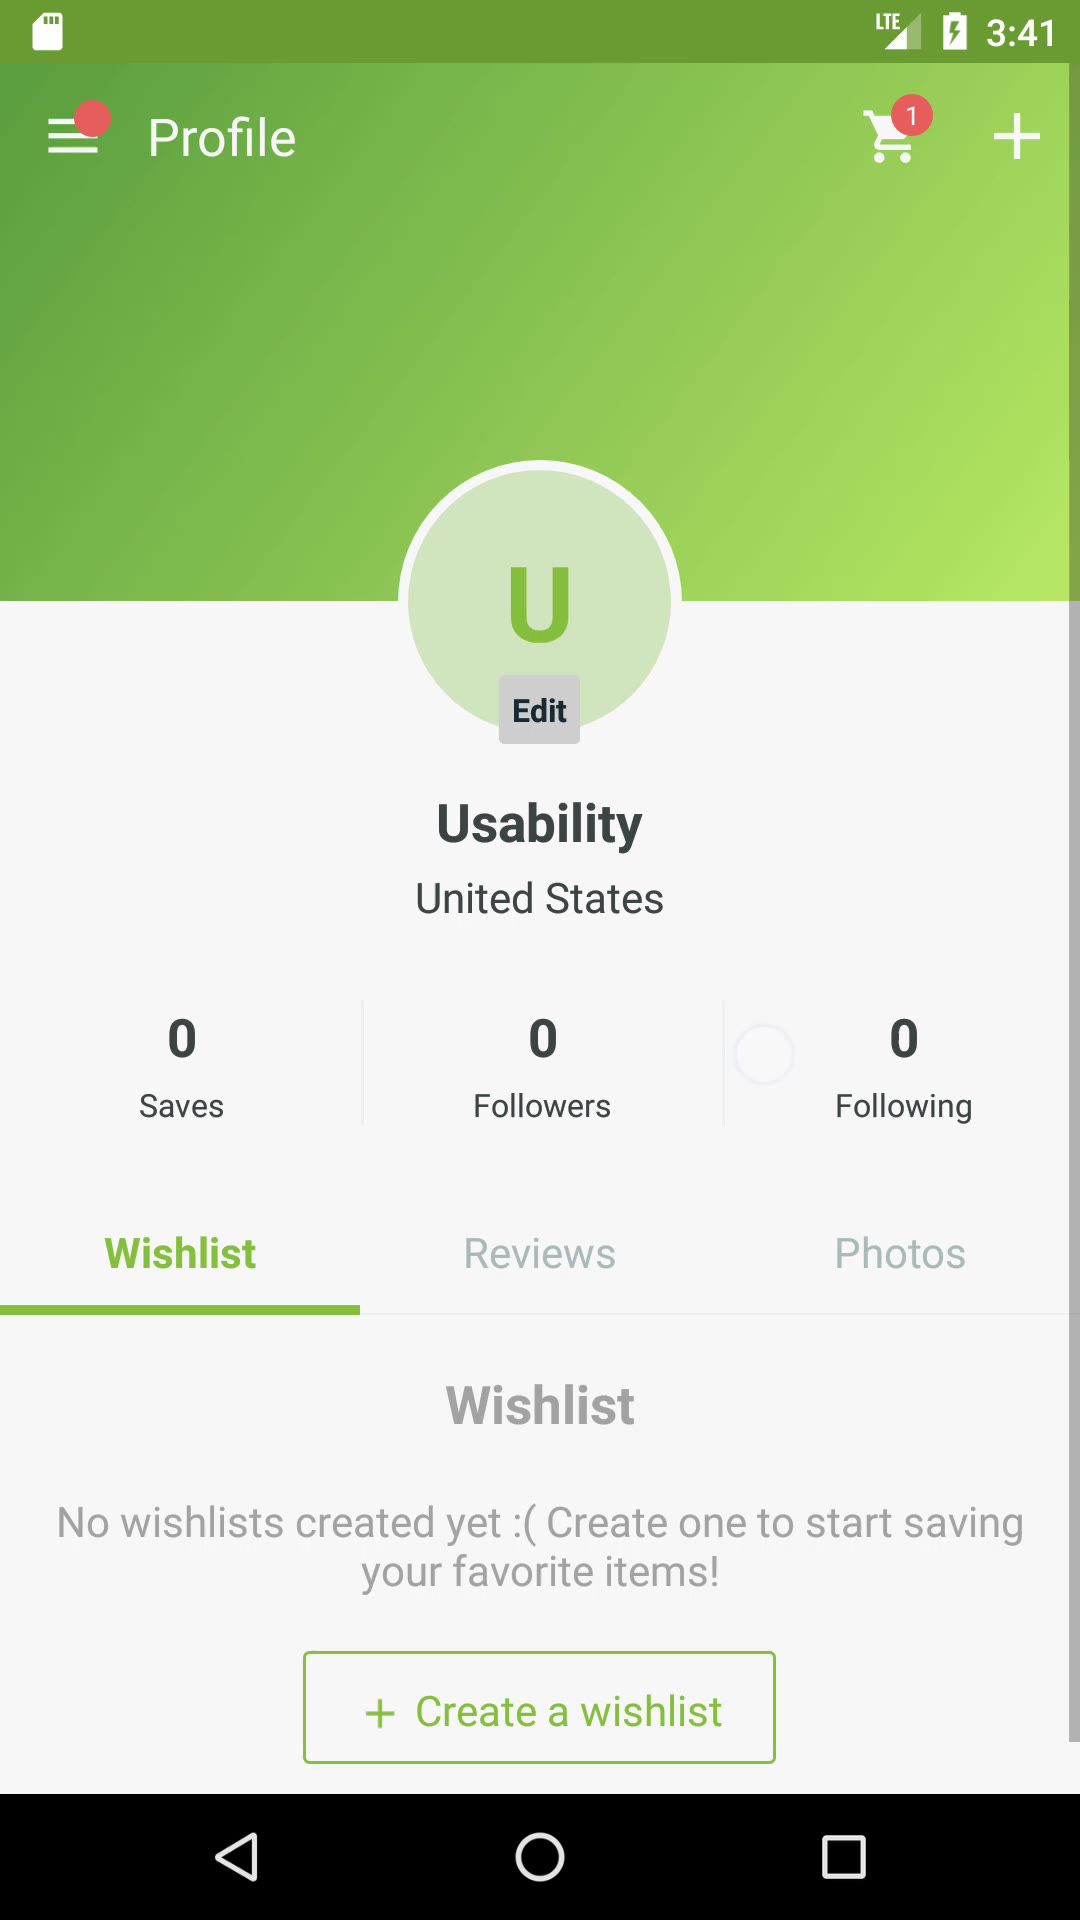 LTE 3:41
Profile 1
U
Edit
Usability
United States
0 0 0
Saves Followers Following
Wishlist Reviews Photos
Wishlist
No wishlists created yet :( Create one to start saving
your favorite items!
+ Create a wishlist